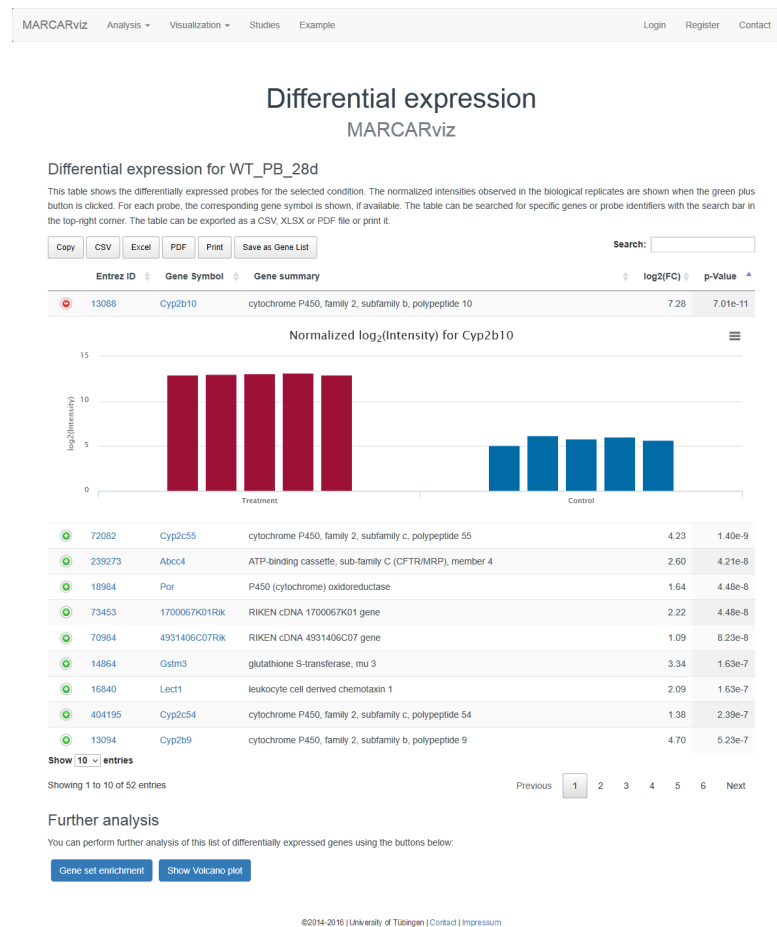 MARCARviz Analysis Visualization Studies Example Login Register Contact
Differential expression
MARCARviz
Differential expression for WT_PB_28d
This table shows the differentially expressed probes for the selected condition. The normalized intensities observed in the biological replicates are shown when the green plus
button is clicked. For each probe, the corresponding gene symbol is shown, if available. The table can be searched for specific genes or probe identifiers with the search bar in
the top-right corner. The table can be exported as a CSV, XLSX or PDF file or print it.
Copy CSV Excel PDF Print Save as Gene List Search:
Entrez ID Gene Symbol Gene summary log2(FC) p-Value
13088 Cyp2b10 cytochrome P450, family 2, subfamily b, polypeptide 10 7.28 7.01e-11
Normalized log₂(Intensity) for Cyp2b10
15
10
5
0
log2(Intensity)
Treatment Control
72082 Cyp2c55 cytochrome P450, family 2, subfamily c, polypeptide 55 4.23 1.40e-9
239273 Abcc4 ATP-binding cassette, sub-family C (CFTR/MRP), member 4 2.60 4.21e-8
18984 Por P450 (cytochrome) oxidoreductase 1.64 4.48e-8
73453 1700067K01Rik RIKEN cDNA 1700067K01 gene 2.22 4.48e-8
70984 4931406C07Rik RIKEN cDNA 4931406C07 gene 1.09 8.23e-8
14864 Gstm3 glutathione S-transferase, mu 3 3.34 1.63e-7
16840 Lect1 leukocyte cell derived chemotaxin 1 2.09 1.63e-7
404195 Cyp2c54 cytochrome P450, family 2, subfamily c, polypeptide 54 1.38 2.39e-7
13094 Cyp2b9 cytochrome P450, family 2, subfamily b, polypeptide 9 4.70 5.23e-7
Show 10 entries
Showing 1 to 10 of 52 entries Previous 1 2 3 4 5 6 Next
Further analysis
You can perform further analysis of this list of differentially expressed genes using the buttons below:
Gene set enrichment Show Volcano plot
©2014-2016 | University of Tübingen | Contact | Impressum